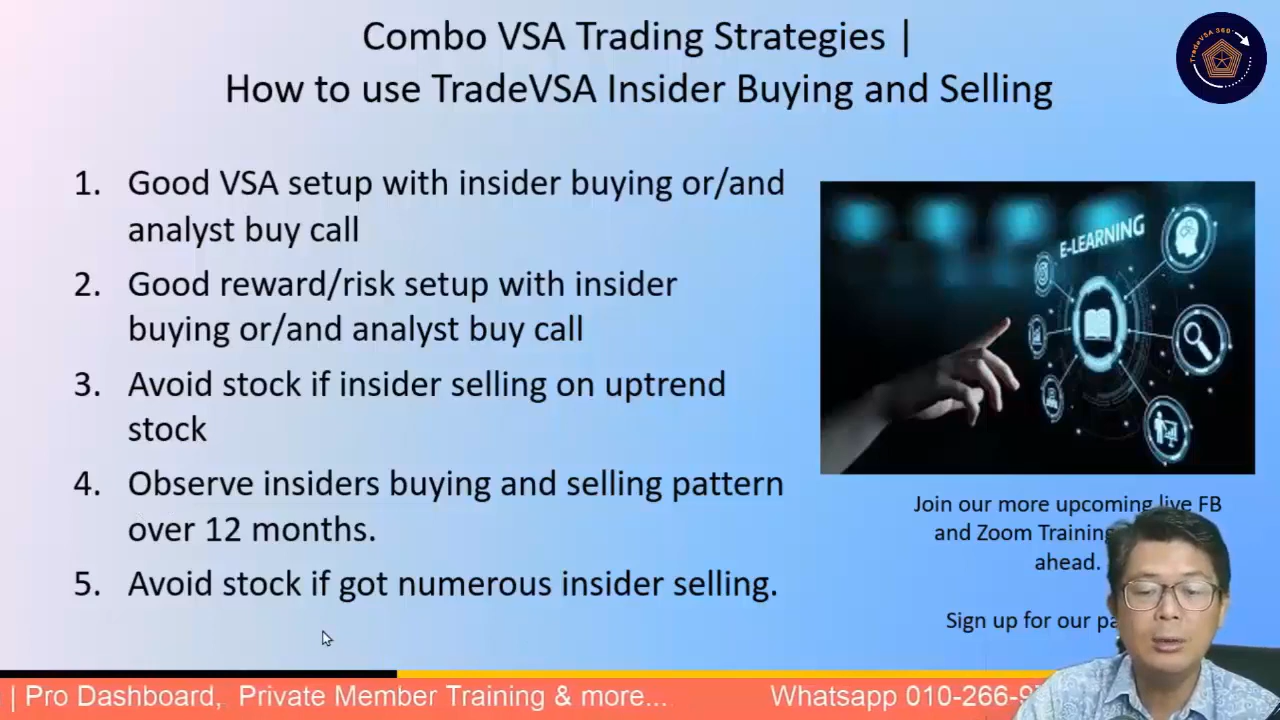 Combo VSA Trading Strategies |
How to use TradeVSA Insider Buying and Selling
TradeVSA 360°
1. Good VSA setup with insider buying or/and
analyst buy call
2. Good reward/risk setup with insider
buying or/and analyst buy call
3. Avoid stock if insider selling on uptrend
stock
4. Observe insiders buying and selling pattern
over 12 months.
5. Avoid stock if got numerous insider selling.
E-LEARNING
Join our more upcoming live FB
and Zoom Training
ahead.
Sign up for our
| Pro Dashboard, Private Member Training & more... Whatsapp 010-266-9